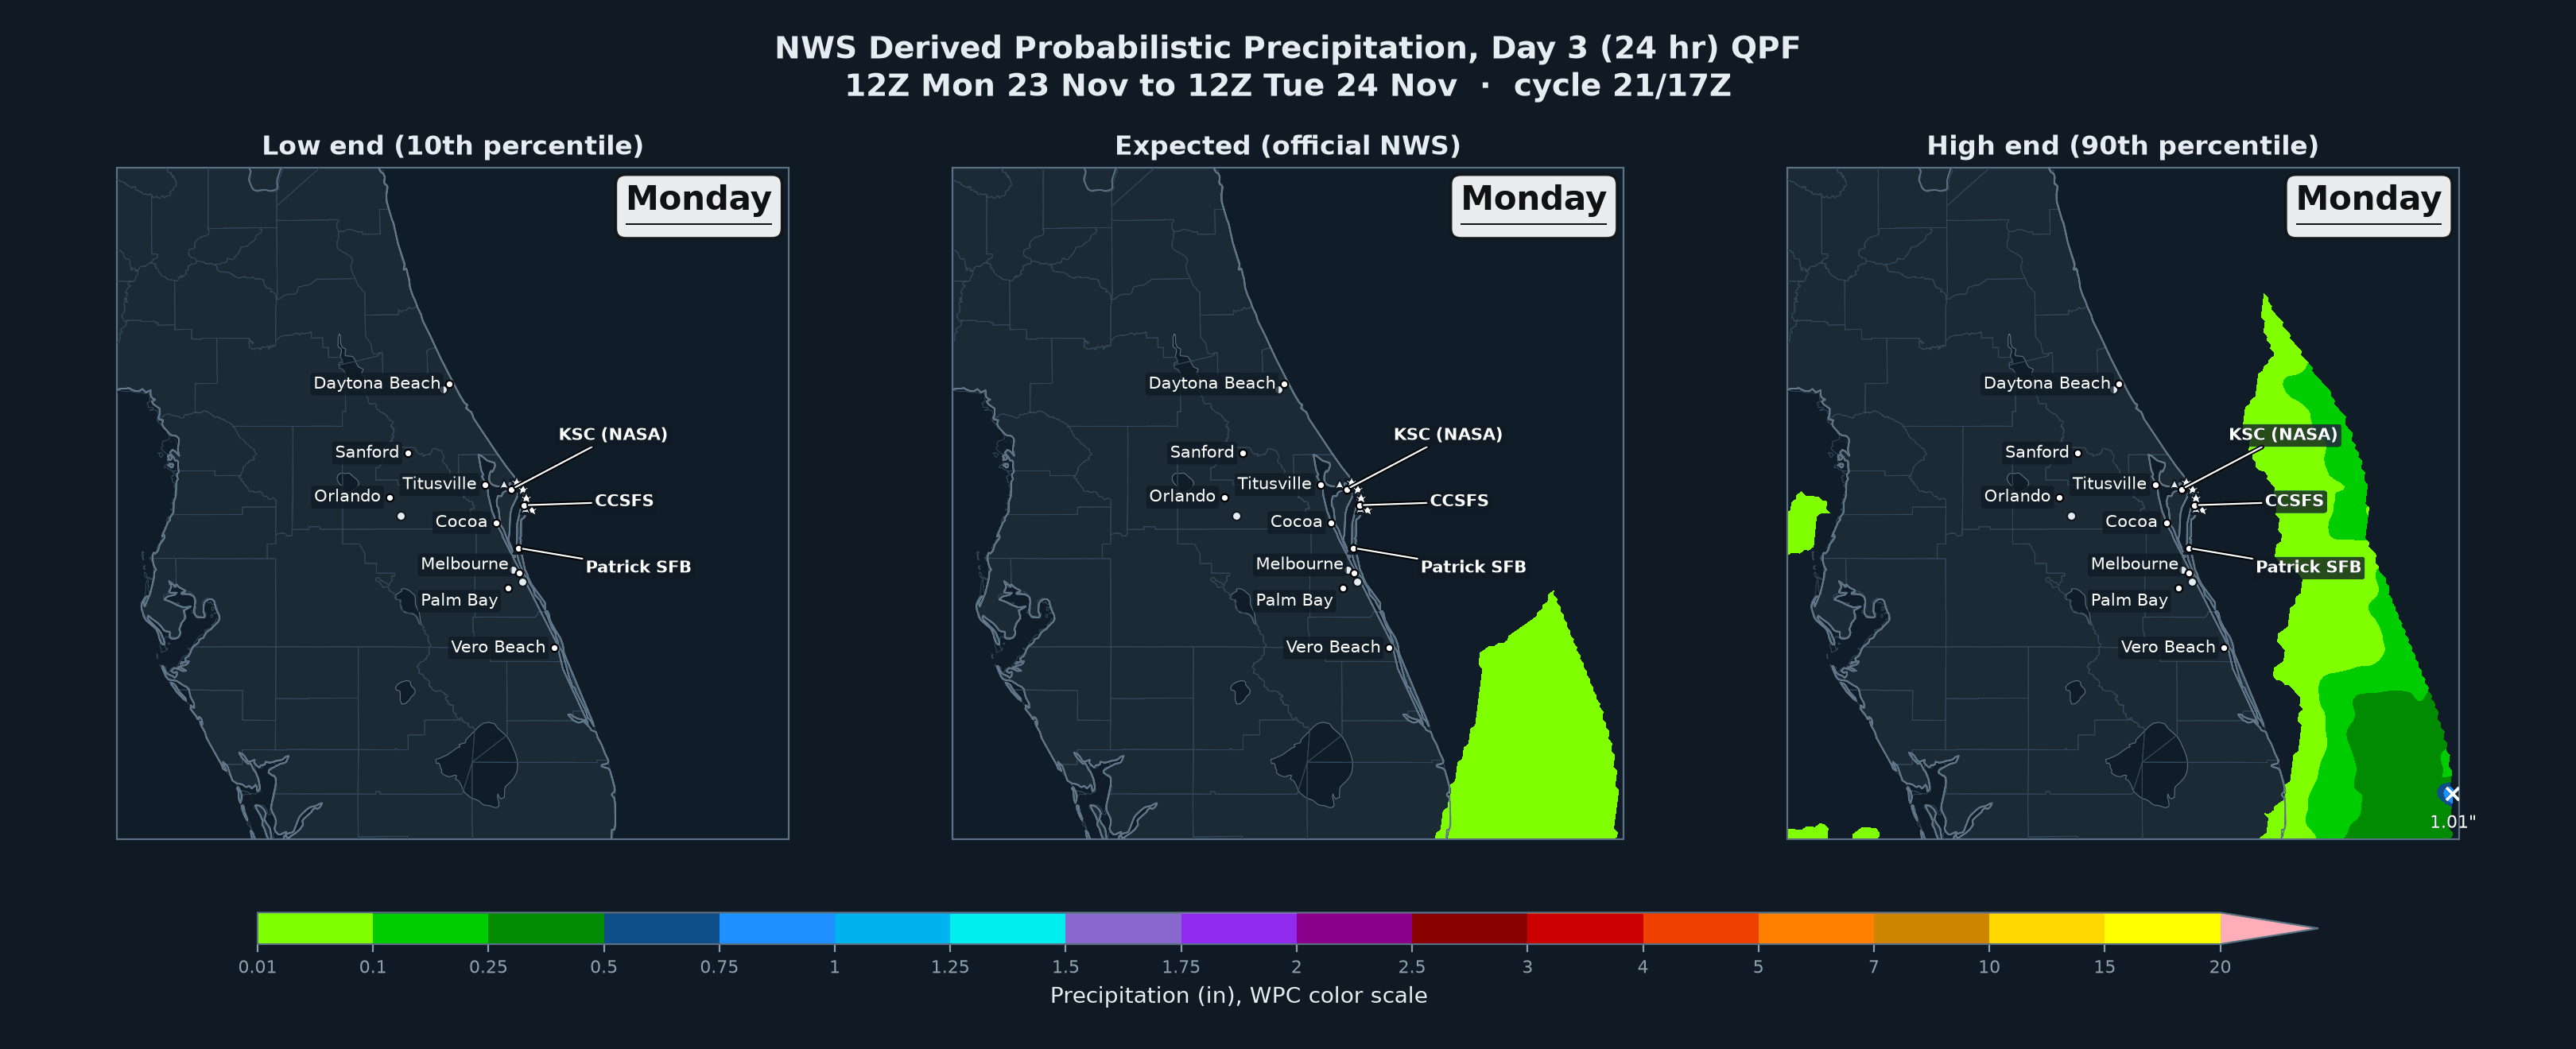 NWS Derived Probabilistic Precipitation, Day 3 (24 hr) QPF
12Z Mon 23 Nov to 12Z Tue 24 Nov · cycle 21/17Z
Low end (10th percentile)
Monday
Daytona Beach
KSC (NASA)
Sanford
Titusville
Orlando
CCSFS
Cocoa
Melbourne
Patrick SFB
Palm Bay
Vero Beach
Expected (official NWS)
Monday
Daytona Beach
KSC (NASA)
Sanford
Titusville
Orlando
CCSFS
Cocoa
Melbourne
Patrick SFB
Palm Bay
Vero Beach
High end (90th percentile)
Monday
Daytona Beach
KSC (NASA)
Sanford
Titusville
Orlando
CCSFS
Cocoa
Melbourne
Patrick SFB
Palm Bay
Vero Beach
1.01"
0.01 0.1 0.25 0.5 0.75 1 1.25 1.5 1.75 2 2.5 3 4 5 7 10 15 20
Precipitation (in), WPC color scale